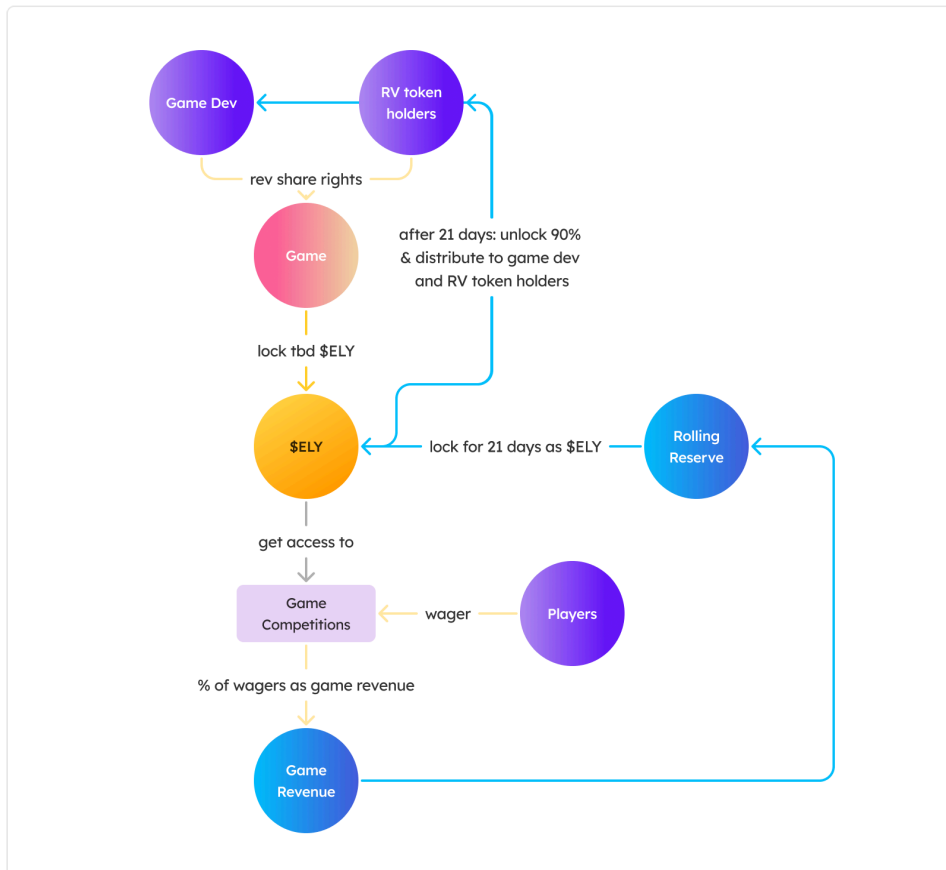 Game Dev
RV token
holders
rev share rights
Game
after 21 days: unlock 90%
& distribute to game dev
and RV token holders
lock tbd $ELY
$ELY
lock for 21 days as $ELY
Rolling
Reserve
get access to
Game
Competitions
wager
Players
% of wagers as game revenue
Game
Revenue